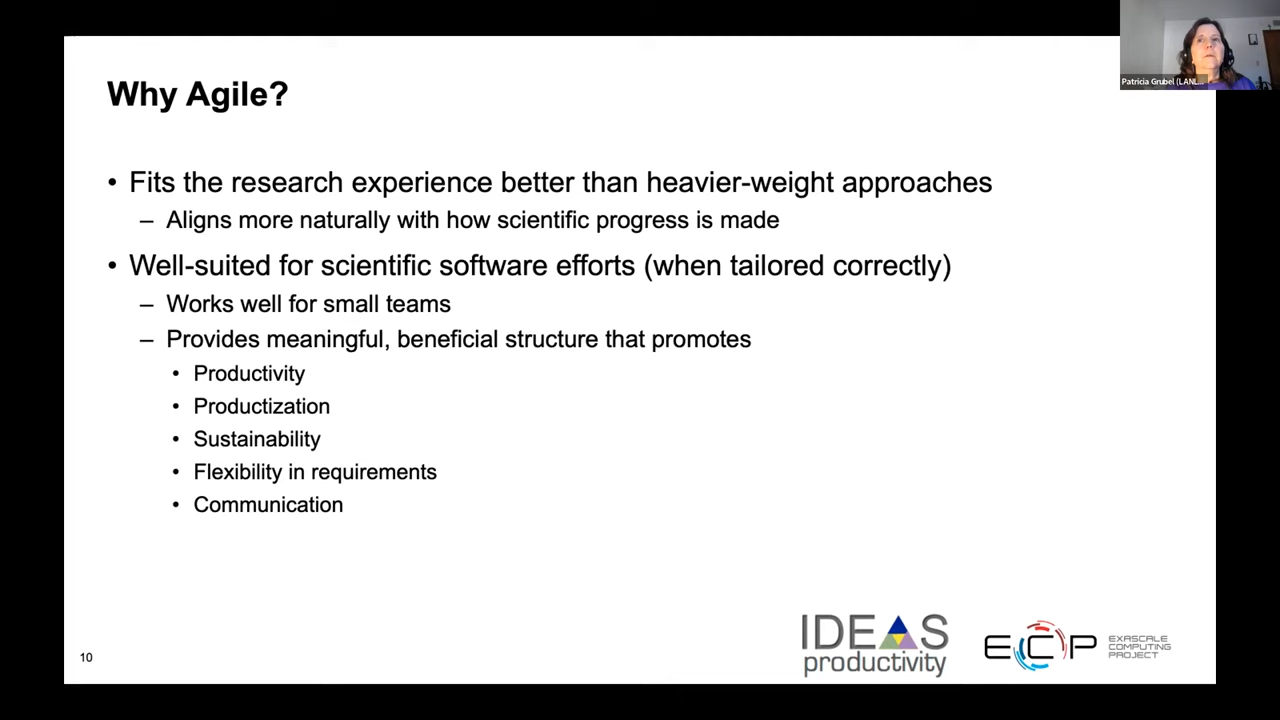 Patricia Grubel (LANL...
Why Agile?
• Fits the research experience better than heavier-weight approaches
– Aligns more naturally with how scientific progress is made
• Well-suited for scientific software efforts (when tailored correctly)
– Works well for small teams
– Provides meaningful, beneficial structure that promotes
• Productivity
• Productization
• Sustainability
• Flexibility in requirements
• Communication
10
IDEAS
productivity
ECP
EXASCALE
COMPUTING
PROJECT